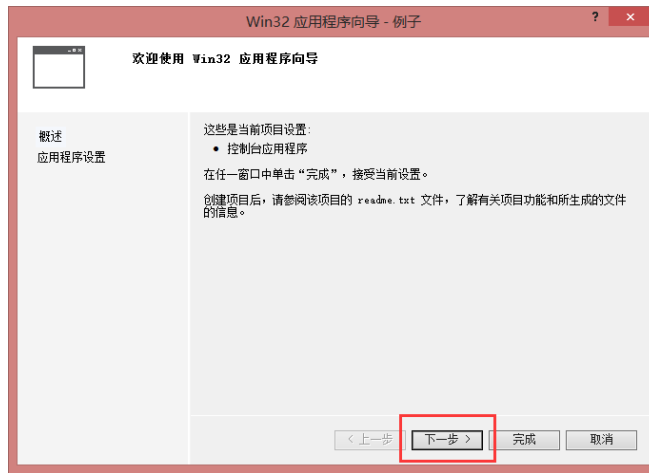 Win32 应用程序向导 - 例子
? ×
欢迎使用 Win32 应用程序向导
概述
应用程序设置
这些是当前项目设置:
• 控制台应用程序
在任一窗口中单击“完成”，接受当前设置。
创建项目后，请参阅该项目的 readme.txt 文件，了解有关项目功能和所生成的文件
的信息。
< 上一步 下一步 > 完成 取消